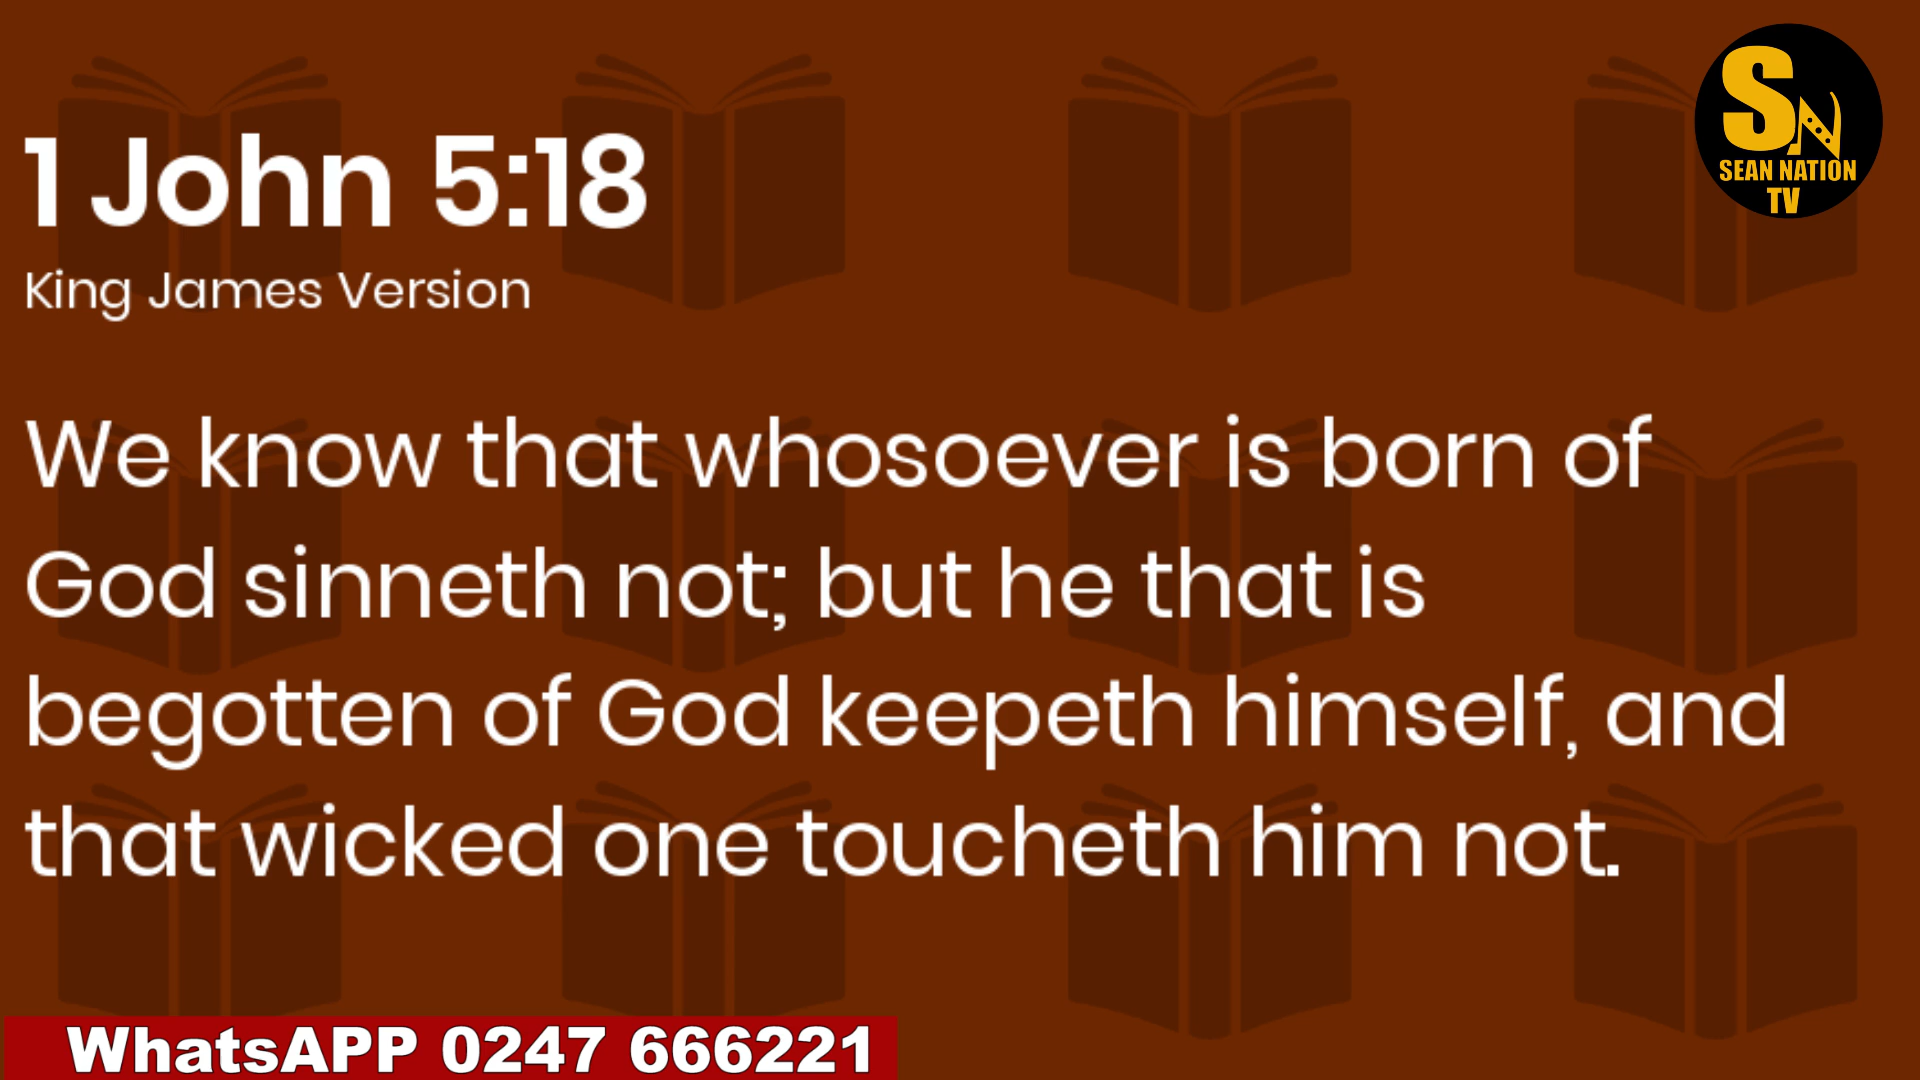 SN
SEAN NATION
TV
1 John 5:18
King James Version
We know that whosoever is born of
God sinneth not; but he that is
begotten of God keepeth himself, and
that wicked one toucheth him not.
WhatsAPP 0247 666221